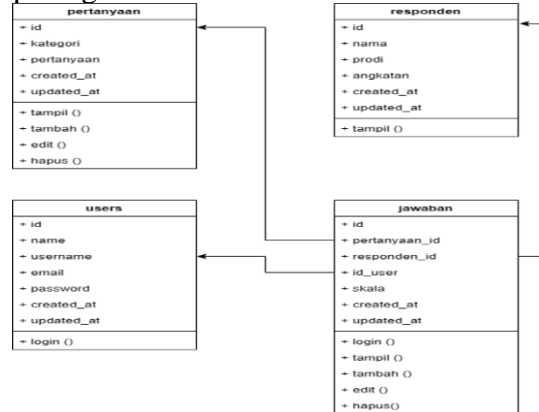 pertanyaan
+ id
+ kategori
+ pertanyaan
+ created_at
+ updated_at
+ tampil ()
+ tambah ()
+ edit ()
+ hapus ()
responden
+ id
+ nama
+ prodi
+ angkatan
+ created_at
+ updated_at
+ tampil ()
users
+ id
+ name
+ username
+ email
+ password
+ created_at
+ updated_at
+ login ()
jawaban
+ id
+ pertanyaan_id
+ responden_id
+ id_user
+ skala
+ created_at
+ updated_at
+ login ()
+ tampil ()
+ tambah ()
+ edit ()
+ hapus()